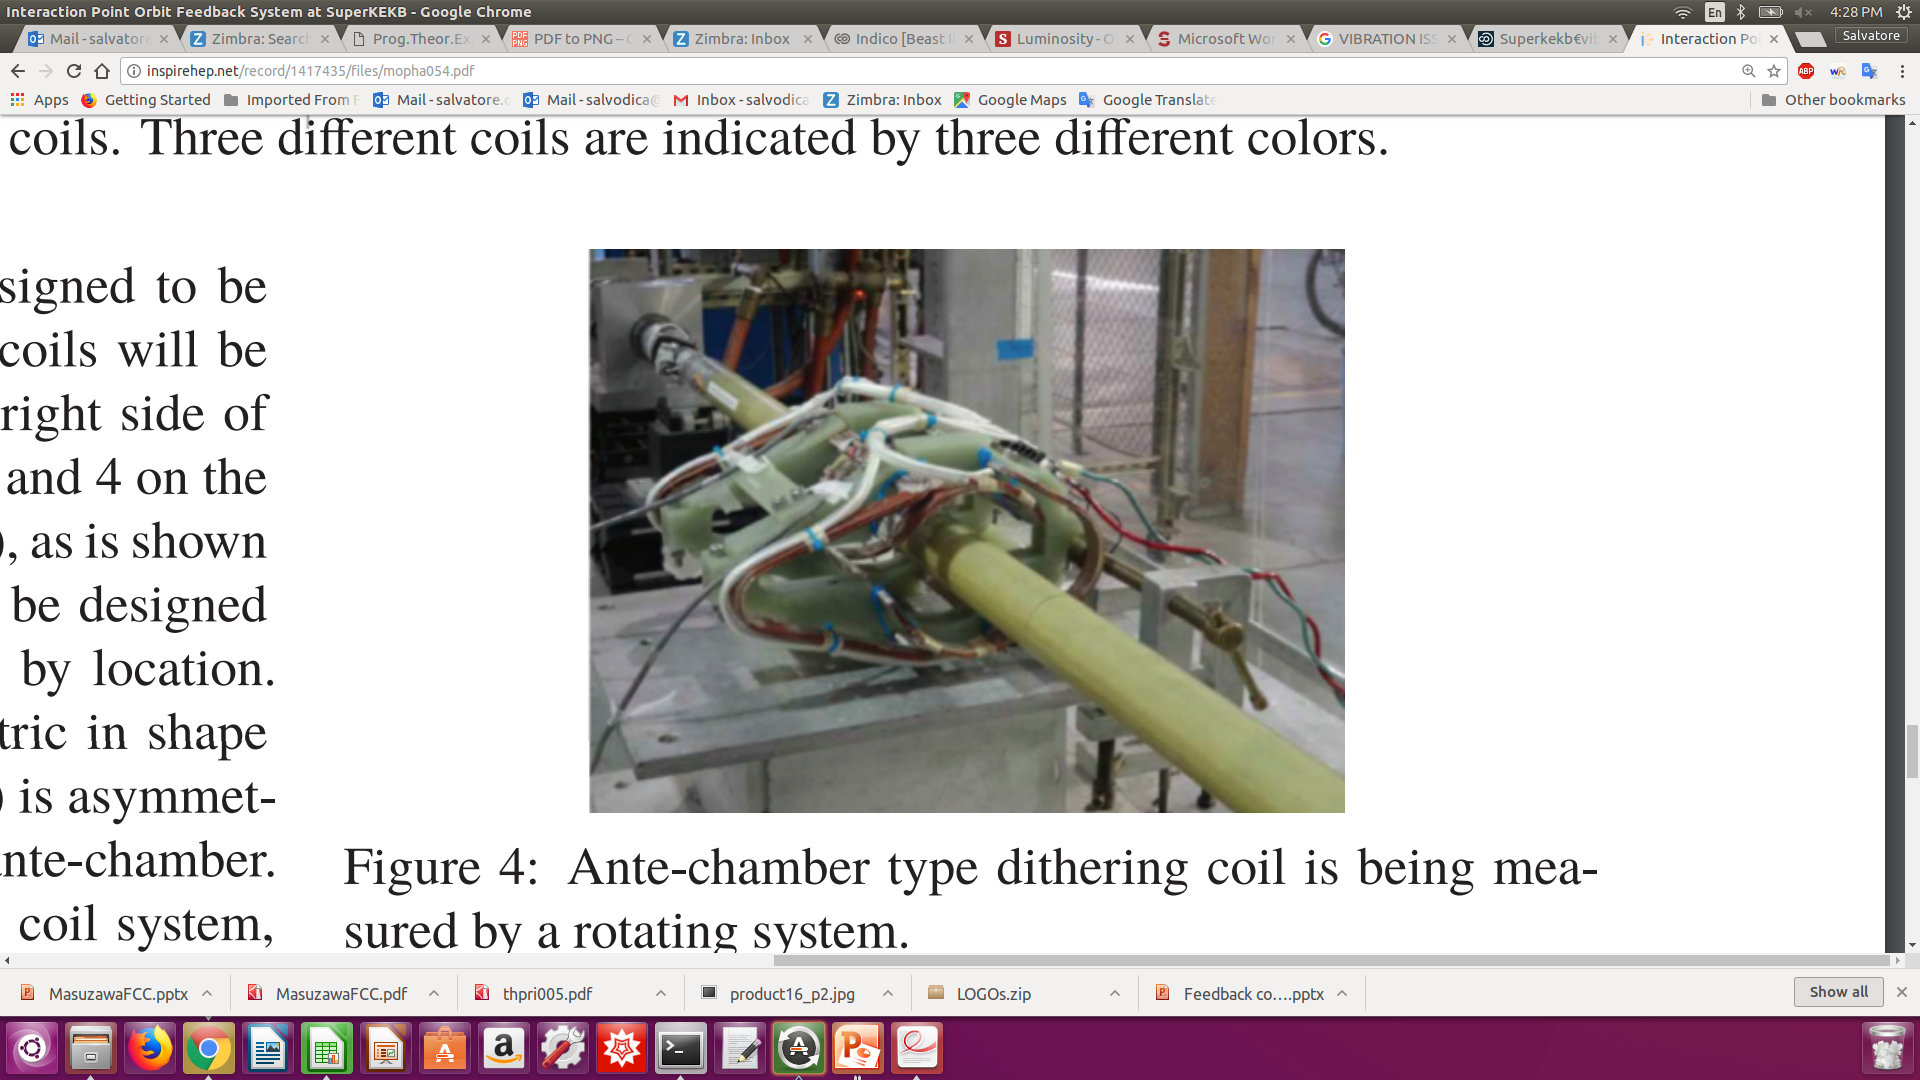 Interaction Point Orbit Feedback System at SuperKEKB - Google Chrome
En
4:28 PM
Mail - salvatore
Zimbra: Search
Prog.Theor.Ex
PDF to PNG – C
Zimbra: Inbox
Indico [Beast II
Luminosity - O
Microsoft Wor
VIBRATION ISS
Superkekb€vib
Interaction Po
Salvatore
inspirehep.net/record/1417435/files/mopha054.pdf
ABP
Apps
Getting Started
Imported From F
Mail - salvatore.
Mail - salvodica@
Inbox - salvodica
Zimbra: Inbox
Google Maps
Google Translate
Other bookmarks
coils. Three different coils are indicated by three different colors.
signed to be
coils will be
right side of
and 4 on the
), as is shown
be designed
by location.
tric in shape
) is asymmet-
nte-chamber.
coil system,
Figure 4: Ante-chamber type dithering coil is being mea-
sured by a rotating system.
MasuzawaFCC.pptx
MasuzawaFCC.pdf
thpri005.pdf
product16_p2.jpg
LOGOs.zip
Feedback co....pptx
Show all